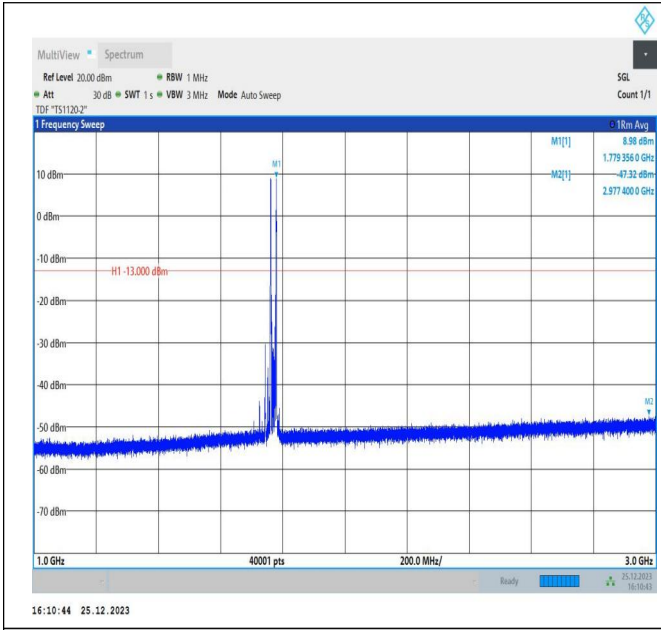 MultiView Spectrum
Ref Level 20.00 dBm RBW 1 MHz SGL
Att 30 dB SWT 1 s VBW 3 MHz Mode Auto Sweep Count 1/1
TDF "TS1120-2"
1 Frequency Sweep 1Rm Avg
M1[1] 8.98 dBm
1.779 356 0 GHz
M2[1] -47.32 dBm
2.977 400 0 GHz
M1
10 dBm
0 dBm
-10 dBm
H1 -13.000 dBm
-20 dBm
-30 dBm
-40 dBm
M2
-50 dBm
-60 dBm
-70 dBm
1.0 GHz 40001 pts 200.0 MHz/ 3.0 GHz
Ready 25.12.2023
16:10:43
16:10:44 25.12.2023